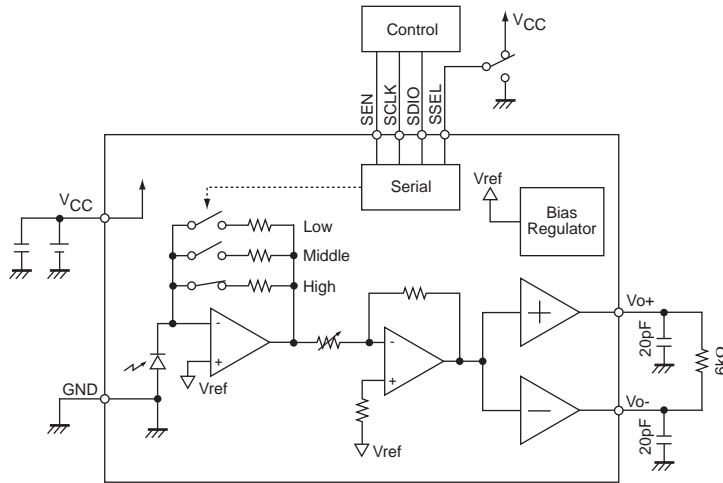 Control
VCC
SEN
SCLK
SDIO
SSEL
Serial
Vref
Bias
Regulator
VCC
Low
Middle
High
-
+
Vref
-
+
Vref
GND
Vo+
20pF
6kΩ
Vo-
20pF